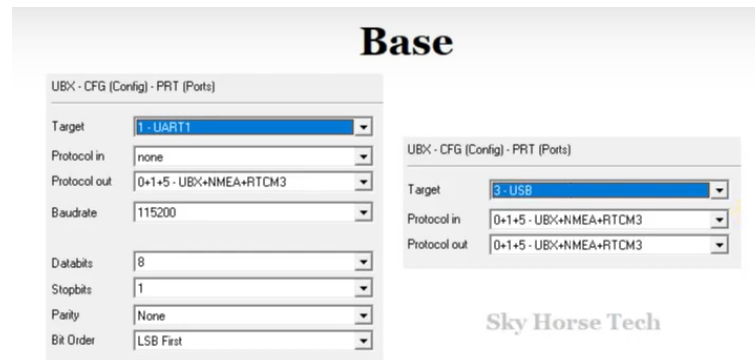 Base
UBX - CFG (Config) - PRT (Ports)
Target 1 - UART1
Protocol in none
Protocol out 0+1+5 - UBX+NMEA+RTCM3
Baudrate 115200
Databits 8
Stopbits 1
Parity None
Bit Order LSB First
UBX - CFG (Config) - PRT (Ports)
Target 3 - USB
Protocol in 0+1+5 - UBX+NMEA+RTCM3
Protocol out 0+1+5 - UBX+NMEA+RTCM3
Sky Horse Tech